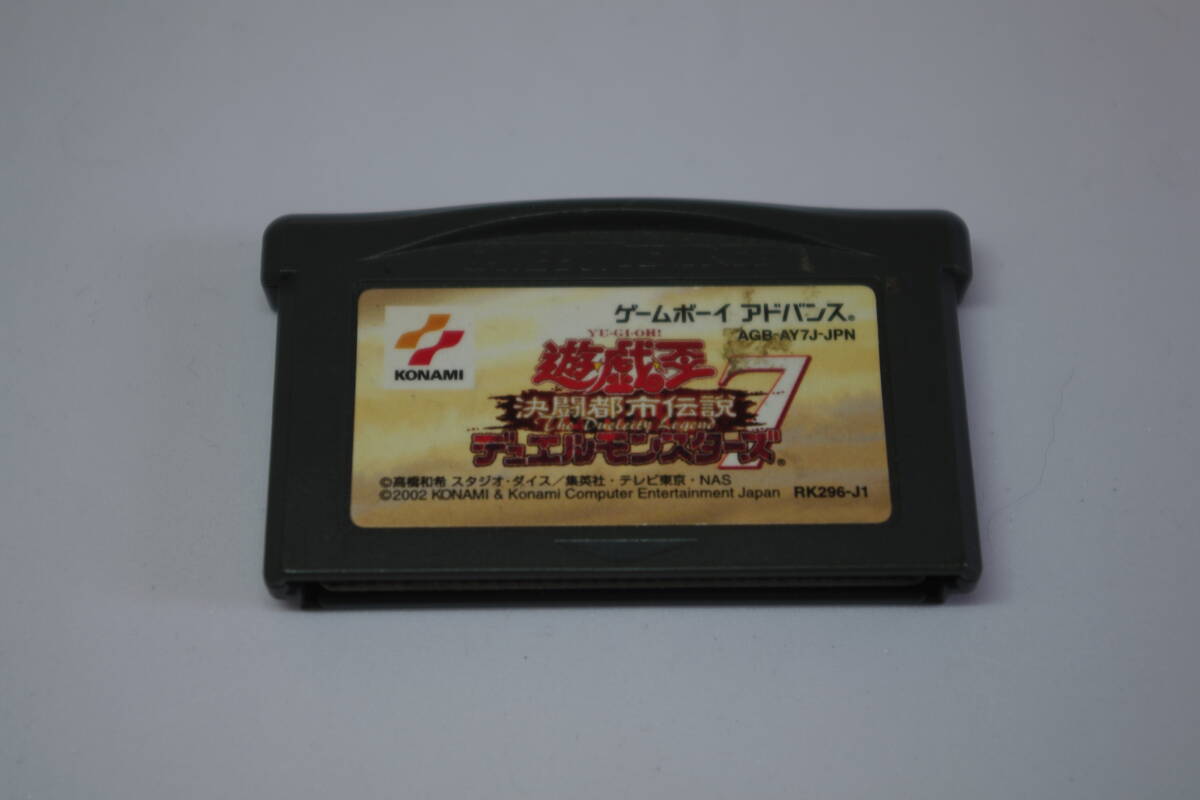 ゲームボーイ アドバンス®
AGB-AY7J-JPN
KONAMI
YU-GI-OH!
遊戯王
決闘都市伝説
The Duelcity Legend
デュエルモンスターズ®
7
©高橋和希 スタジオ・ダイス/集英社・テレビ東京・NAS
©2002 KONAMI & Konami Computer Entertainment Japan RK296-J1